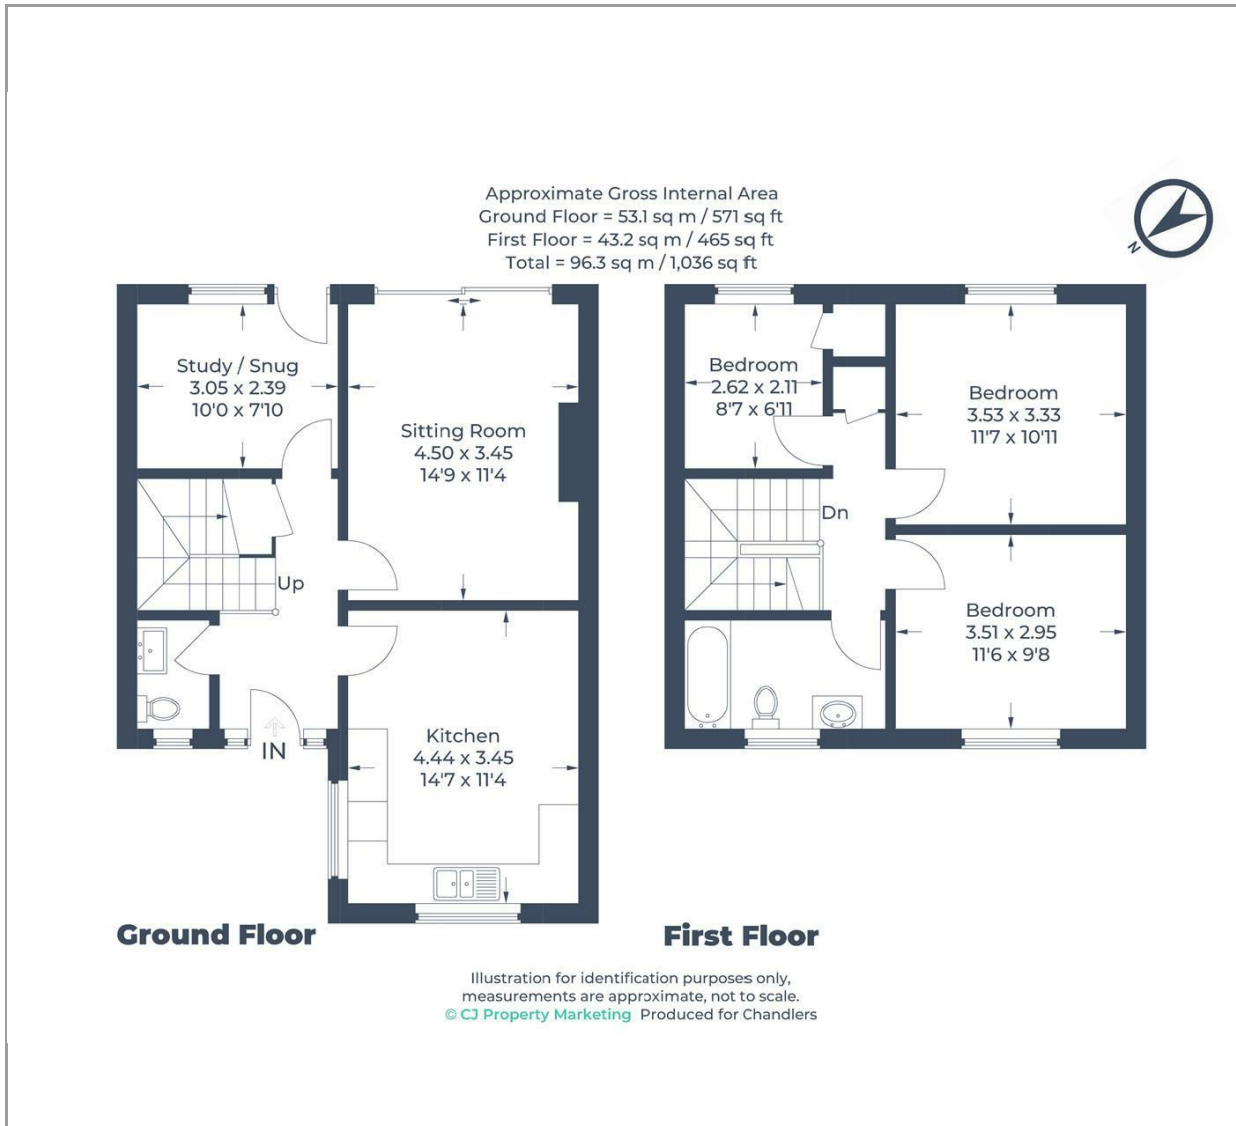 Approximate Gross Internal Area
Ground Floor = 53.1 sq m / 571 sq ft
First Floor = 43.2 sq m / 465 sq ft
Total = 96.3 sq m / 1,036 sq ft
N
Study / Snug
3.05 x 2.39
10'0 x 7'10
Sitting Room
4.50 x 3.45
14'9 x 11'4
Up
Kitchen
4.44 x 3.45
14'7 x 11'4
IN
Ground Floor
Bedroom
2.62 x 2.11
8'7 x 6'11
Bedroom
3.53 x 3.33
11'7 x 10'11
Dn
Bedroom
3.51 x 2.95
11'6 x 9'8
First Floor
Illustration for identification purposes only,
measurements are approximate, not to scale.
© CJ Property Marketing Produced for Chandlers